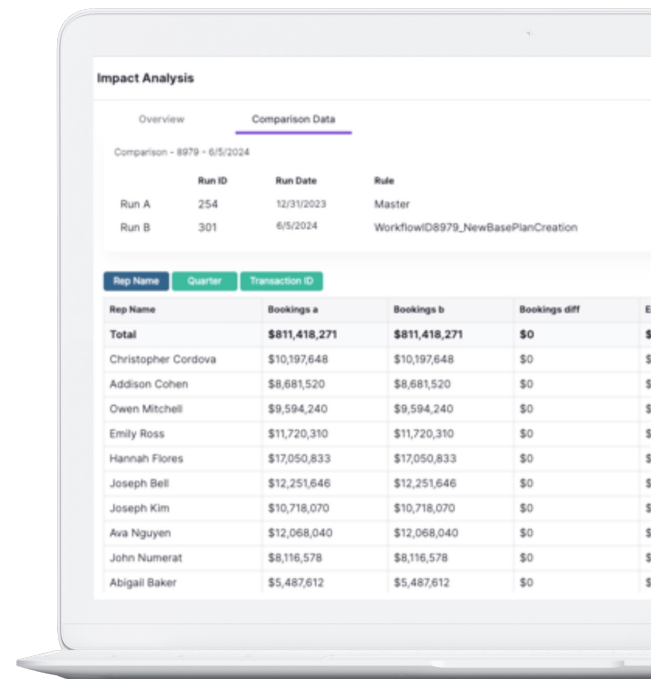 Impact Analysis
Overview Comparison Data
Comparison - 8979 - 6/5/2024
Run ID Run Date Rule
Run A 254 12/31/2023 Master
Run B 301 6/5/2024 WorkflowID8979_NewBasePlanCreation
Rep Name Quarter Transaction ID
Rep Name Bookings a Bookings b Bookings diff E
Total $811,418,271 $811,418,271 $0 $
Christopher Cordova $10,197,648 $10,197,648 $0 $
Addison Cohen $8,681,520 $8,681,520 $0 $
Owen Mitchell $9,594,240 $9,594,240 $0 $
Emily Ross $11,720,310 $11,720,310 $0 $
Hannah Flores $17,050,833 $17,050,833 $0 $
Joseph Bell $12,251,646 $12,251,646 $0 $
Joseph Kim $10,718,070 $10,718,070 $0 $
Ava Nguyen $12,068,040 $12,068,040 $0 $
John Numerat $8,116,578 $8,116,578 $0 $
Abigail Baker $5,487,612 $5,487,612 $0 $